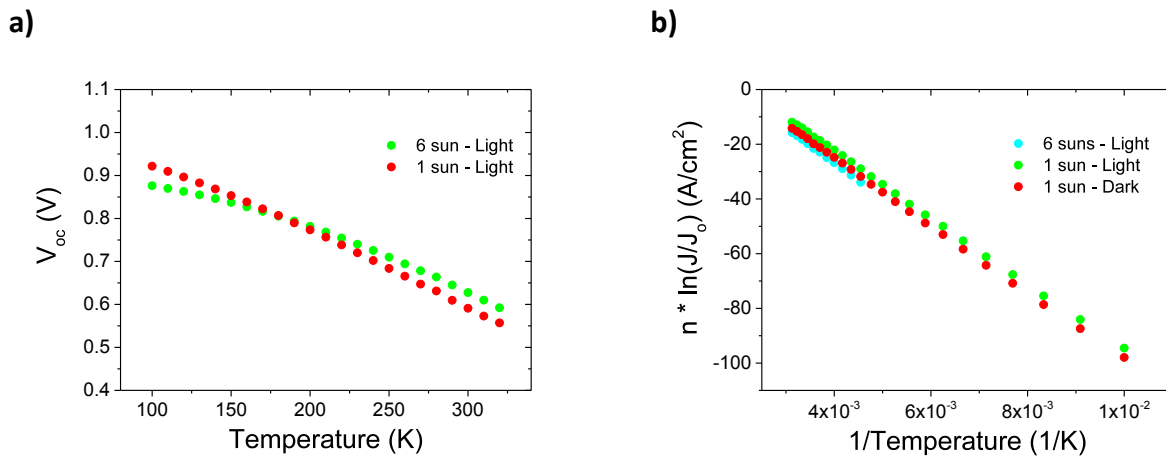 a)
1.1
1.0
0.9
0.8
0.7
0.6
0.5
0.4
V_oc (V)
6 sun - Light
1 sun - Light
100 150 200 250 300
Temperature (K)
b)
0
-20
-40
-60
-80
-100
n * ln(J/J_o) (A/cm²)
6 suns - Light
1 sun - Light
1 sun - Dark
4x10⁻³ 6x10⁻³ 8x10⁻³ 1x10⁻²
1/Temperature (1/K)